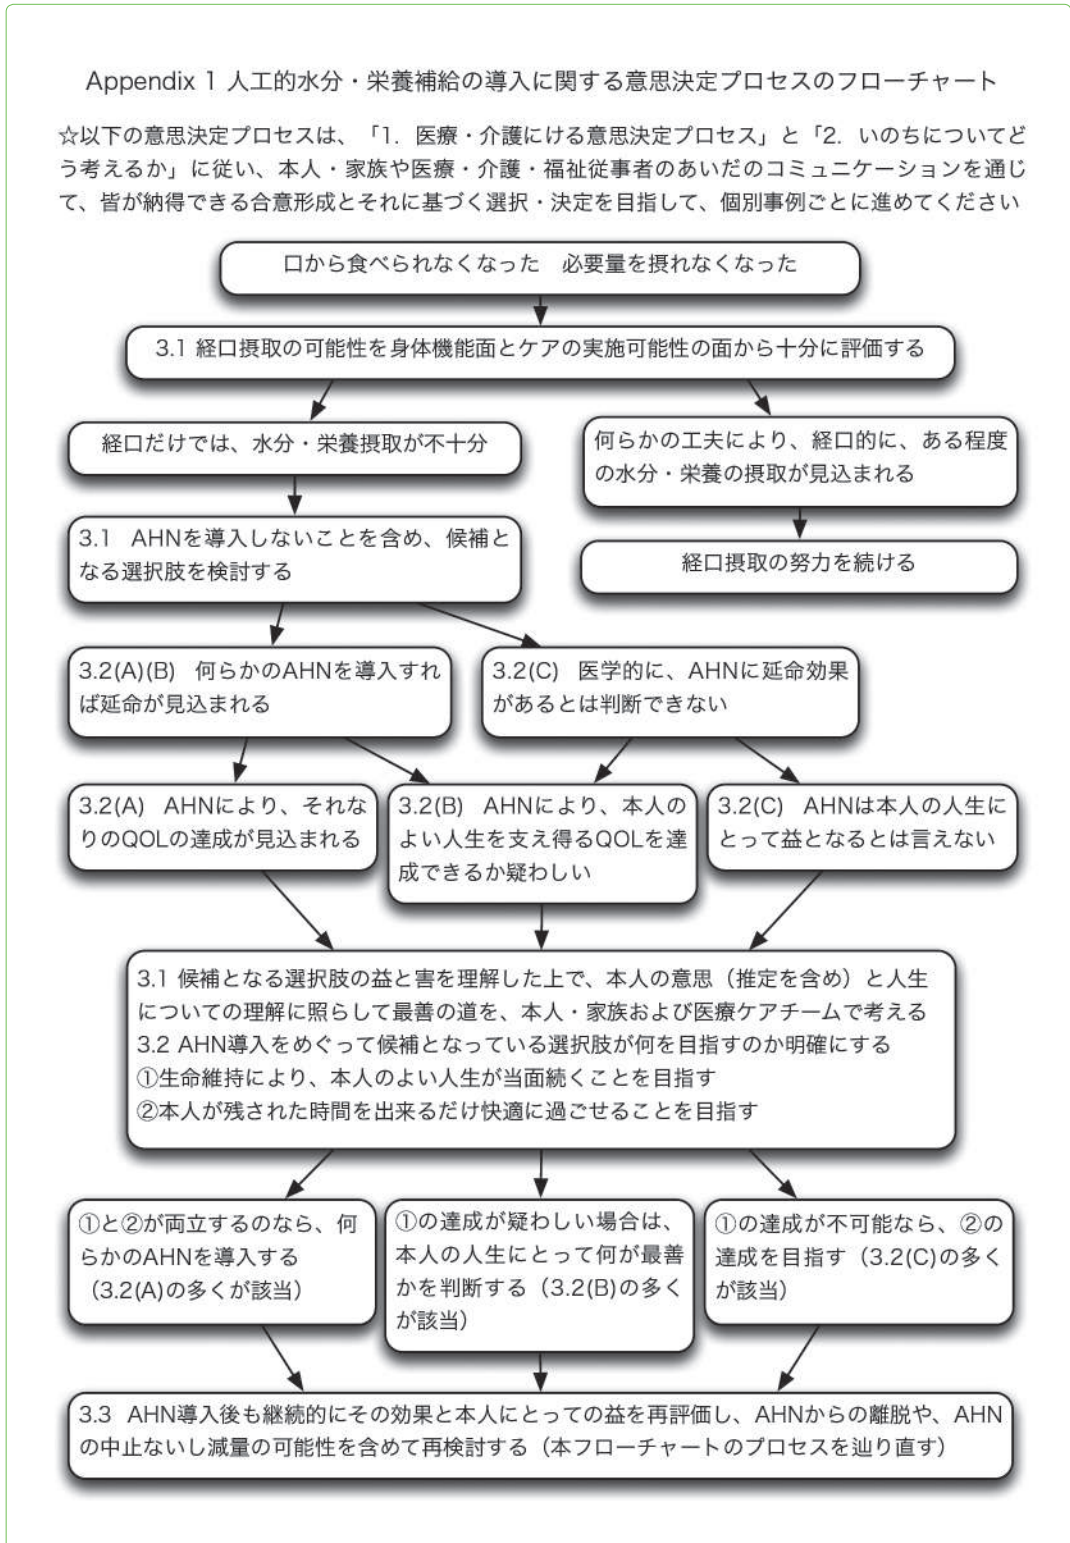 Appendix 1 人工的水分・栄養補給の導入に関する意思決定プロセスのフローチャート
☆以下の意思決定プロセスは、「1．医療・介護にける意思決定プロセス」と「2．いのちについてど
う考えるか」に従い、本人・家族や医療・介護・福祉従事者のあいだのコミュニケーションを通じ
て、皆が納得できる合意形成とそれに基づく選択・決定を目指して、個別事例ごとに進めてください
口から食べられなくなった　必要量を摂れなくなった
3.1 経口摂取の可能性を身体機能面とケアの実施可能性の面から十分に評価する
経口だけでは、水分・栄養摂取が不十分
何らかの工夫により、経口的に、ある程度
の水分・栄養の摂取が見込まれる
3.1 AHNを導入しないことを含め、候補と
なる選択肢を検討する
経口摂取の努力を続ける
3.2(A)(B) 何らかのAHNを導入すれ
ば延命が見込まれる
3.2(C) 医学的に、AHNに延命効果
があるとは判断できない
3.2(A) AHNにより、それな
りのQOLの達成が見込まれる
3.2(B) AHNにより、本人の
よい人生を支え得るQOLを達
成できるか疑わしい
3.2(C) AHNは本人の人生に
とって益となるとは言えない
3.1 候補となる選択肢の益と害を理解した上で、本人の意思（推定を含め）と人生
についての理解に照らして最善の道を、本人・家族および医療ケアチームで考える
3.2 AHN導入をめぐって候補となっている選択肢が何を目指すのか明確にする
①生命維持により、本人のよい人生が当面続くことを目指す
②本人が残された時間を出来るだけ快適に過ごせることを目指す
①と②が両立するのなら、何
らかのAHNを導入する
（3.2(A)の多くが該当）
①の達成が疑わしい場合は、
本人の人生にとって何が最善
かを判断する（3.2(B)の多く
が該当）
①の達成が不可能なら、②の
達成を目指す（3.2(C)の多く
が該当）
3.3 AHN導入後も継続的にその効果と本人にとっての益を再評価し、AHNからの離脱や、AHN
の中止ないし減量の可能性を含めて再検討する（本フローチャートのプロセスを辿り直す）